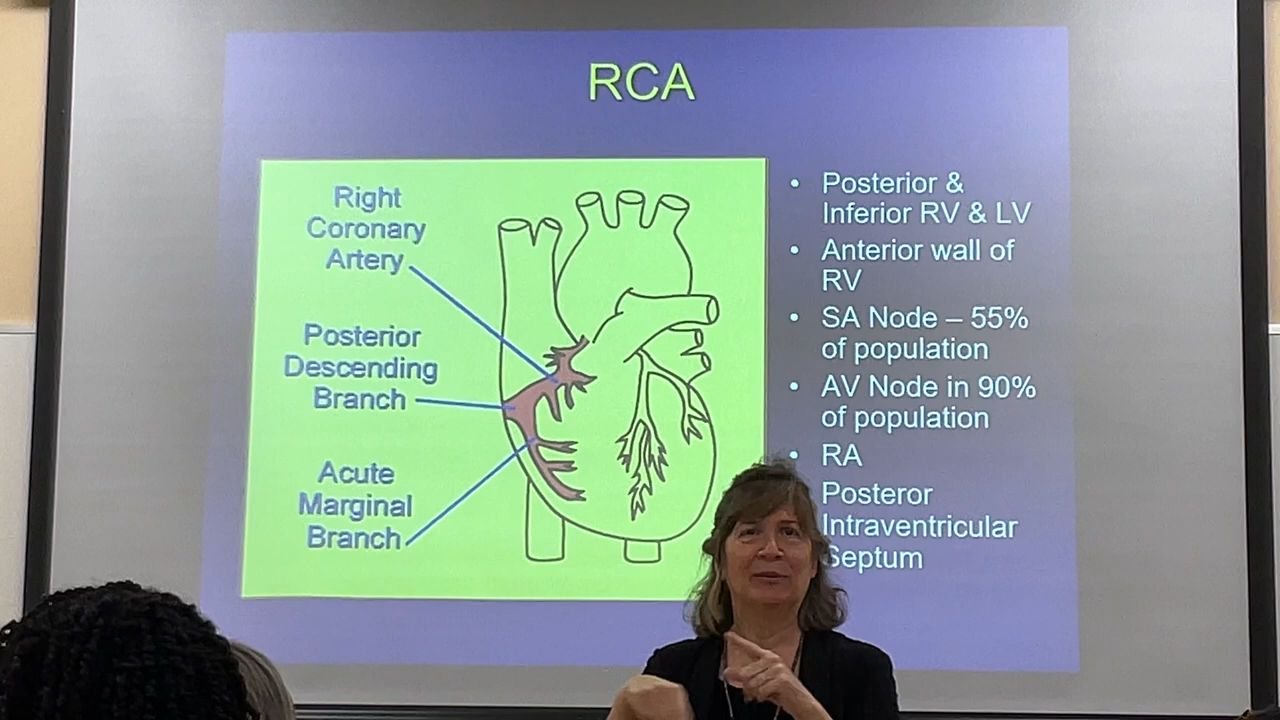 RCA
Right
Coronary
Artery
Posterior
Descending
Branch
Acute
Marginal
Branch
• Posterior &
Inferior RV & LV
• Anterior wall of
RV
• SA Node – 55%
of population
• AV Node in 90%
of population
• RA
Posteror
Intraventricular
Septum